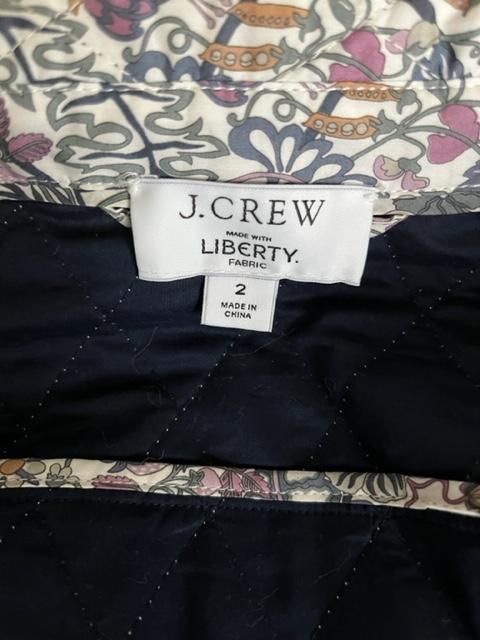 J.CREW
MADE WITH
LIBERTY.
FABRIC
2
MADE IN
CHINA